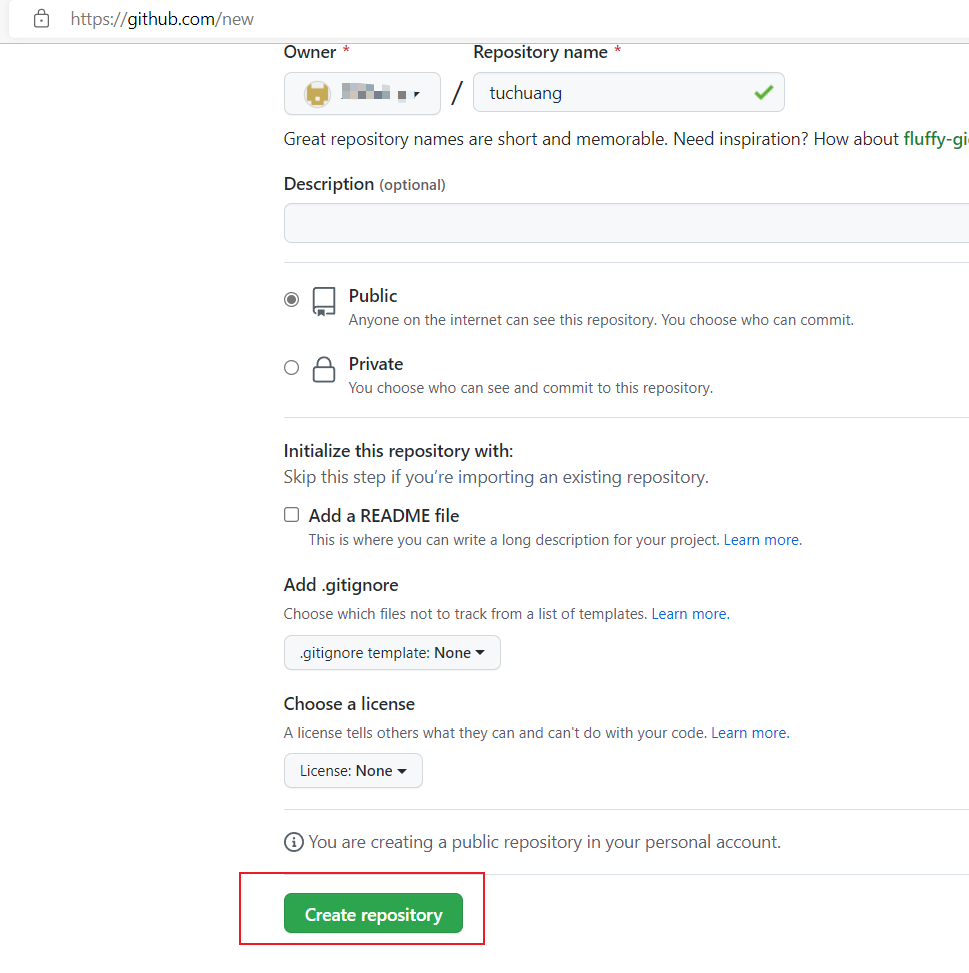 https://github.com/new
Owner * Repository name *
/ tuchuang
Great repository names are short and memorable. Need inspiration? How about fluffy-gi
Description (optional)
Public
Anyone on the internet can see this repository. You choose who can commit.
Private
You choose who can see and commit to this repository.
Initialize this repository with:
Skip this step if you’re importing an existing repository.
Add a README file
This is where you can write a long description for your project. Learn more.
Add .gitignore
Choose which files not to track from a list of templates. Learn more.
.gitignore template: None
Choose a license
A license tells others what they can and can't do with your code. Learn more.
License: None
You are creating a public repository in your personal account.
Create repository